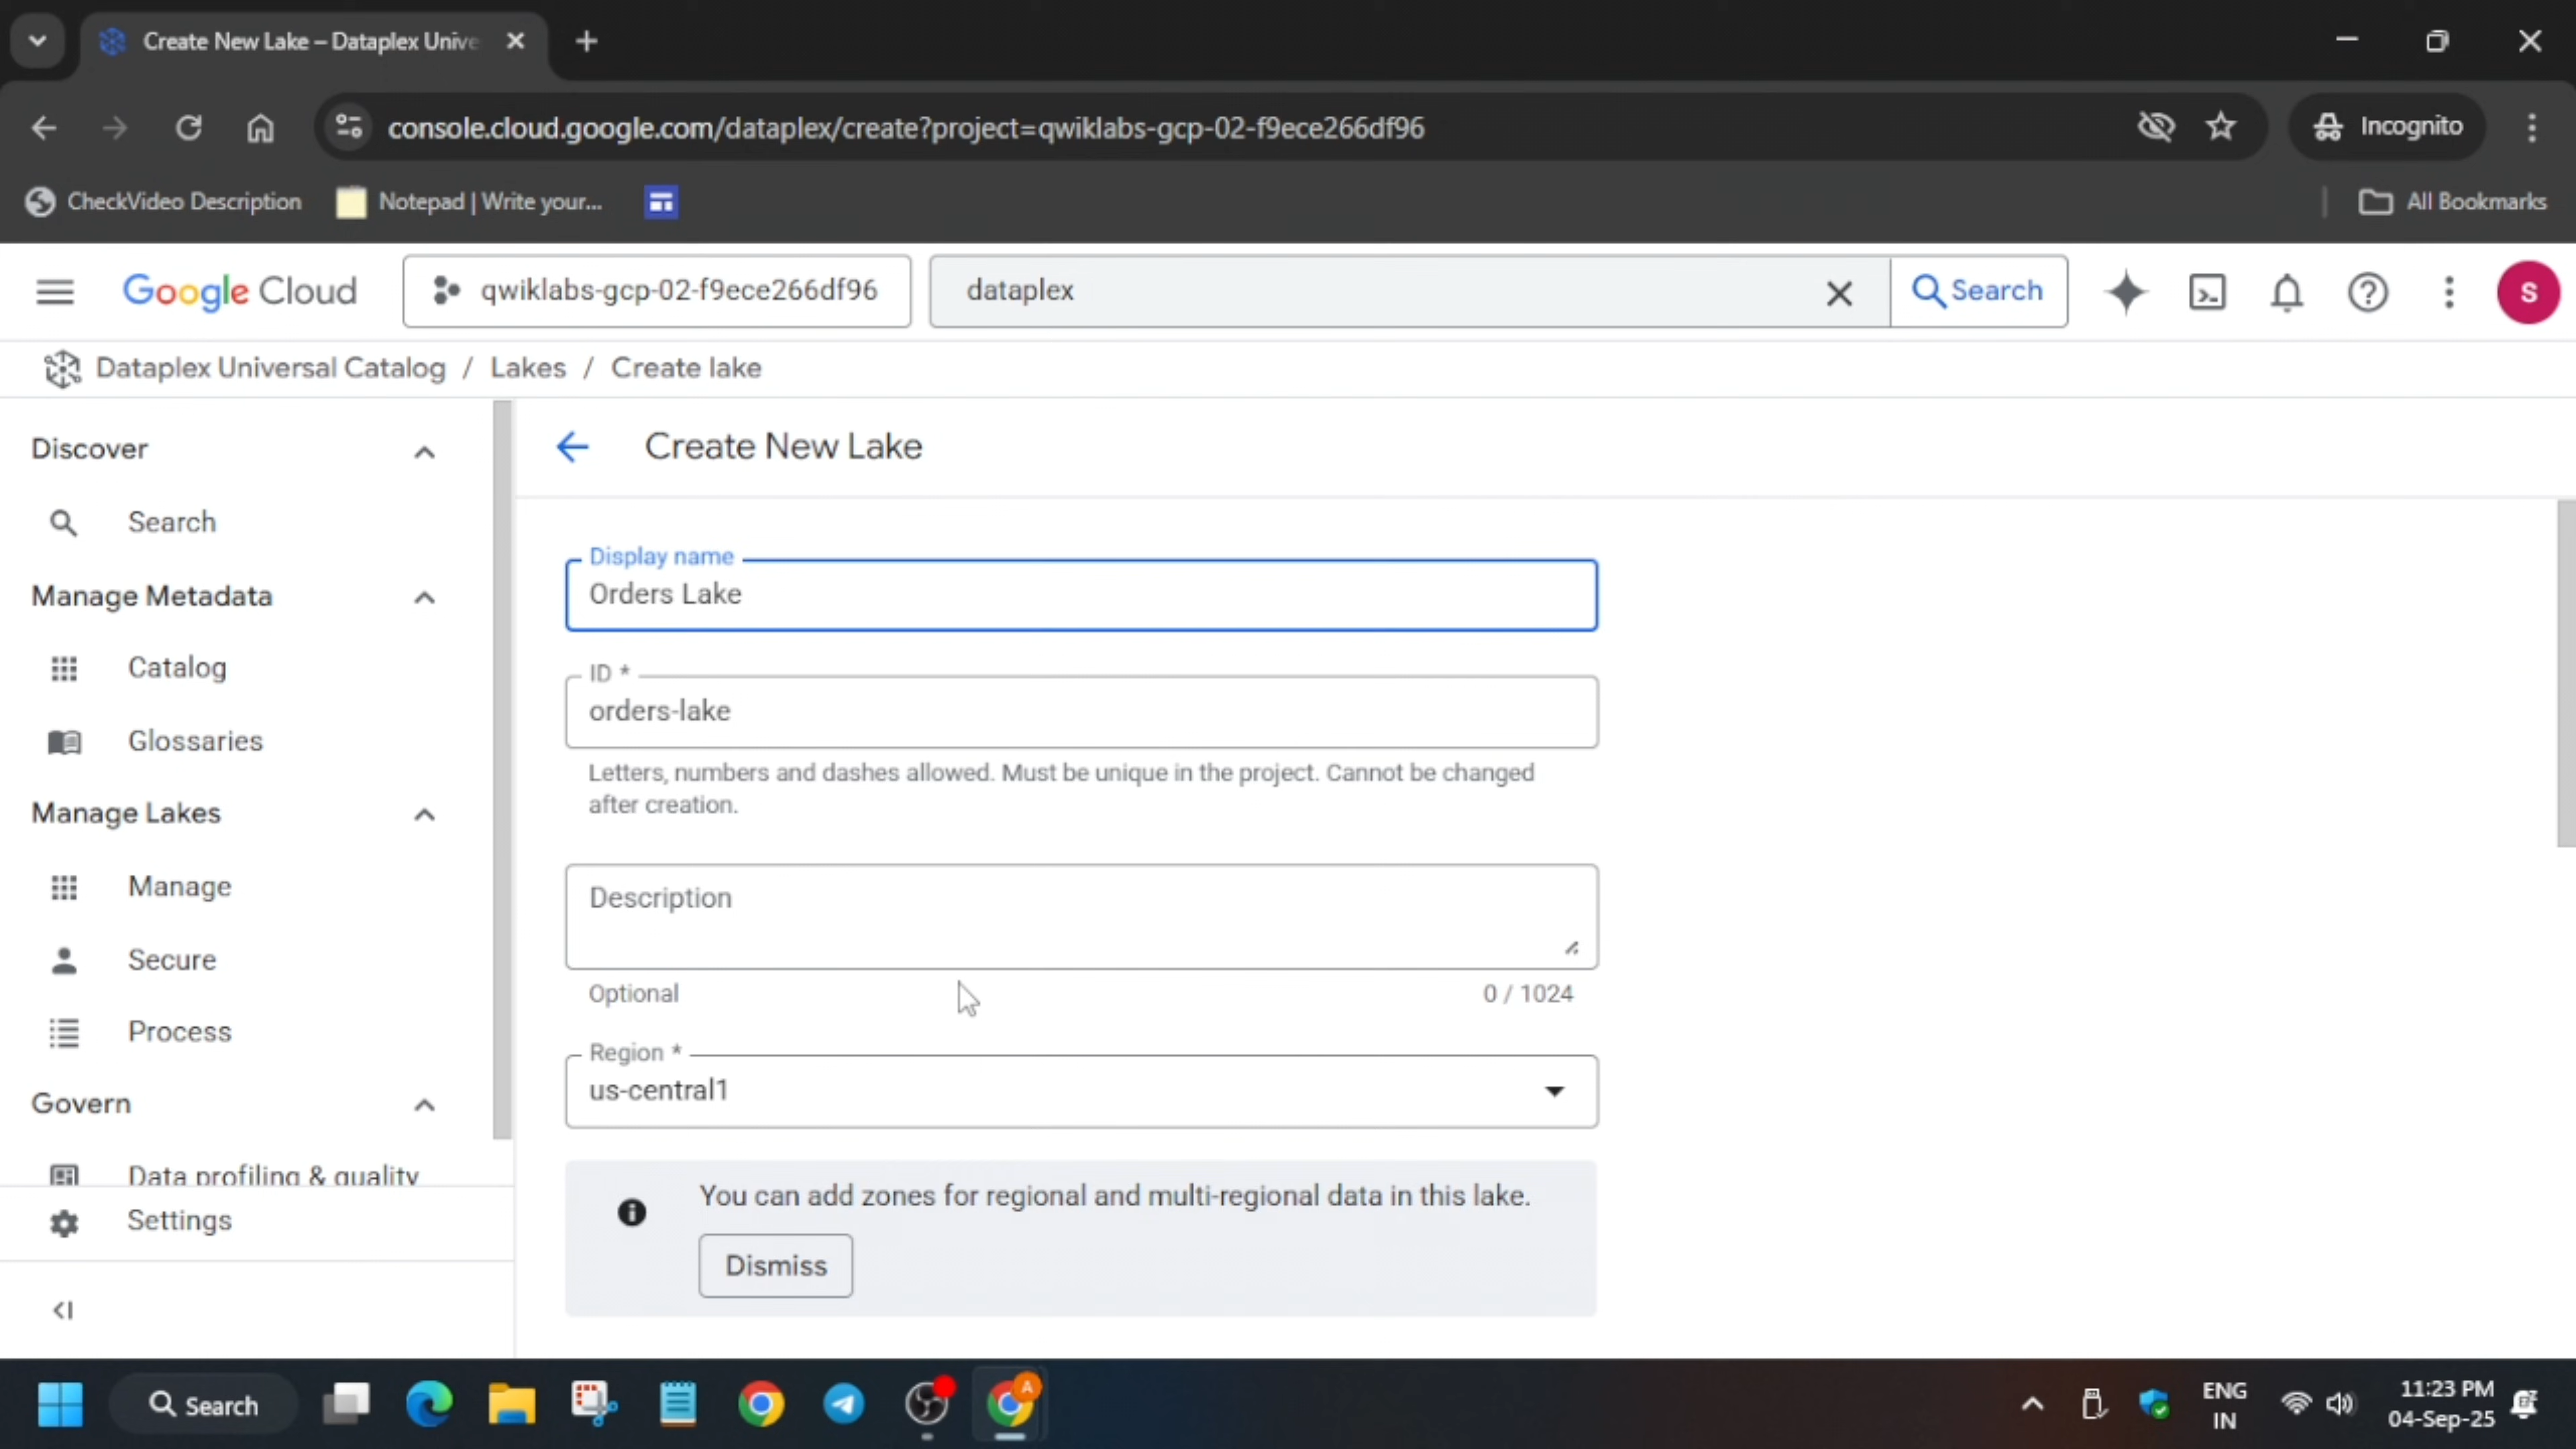 Create New Lake – Dataplex Unive
console.cloud.google.com/dataplex/create?project=qwiklabs-gcp-02-f9ece266df96
Incognito
CheckVideo Description
Notepad | Write your...
All Bookmarks
Google Cloud
qwiklabs-gcp-02-f9ece266df96
dataplex
Search
S
Dataplex Universal Catalog / Lakes / Create lake
Discover
Search
Manage Metadata
Catalog
Glossaries
Manage Lakes
Manage
Secure
Process
Govern
Data profiling & quality
Settings
Create New Lake
Display name
Orders Lake
ID *
orders-lake
Letters, numbers and dashes allowed. Must be unique in the project. Cannot be changed
after creation.
Description
Optional
0 / 1024
Region *
us-central1
You can add zones for regional and multi-regional data in this lake.
Dismiss
Search
A
ENG
IN
11:23 PM
04-Sep-25